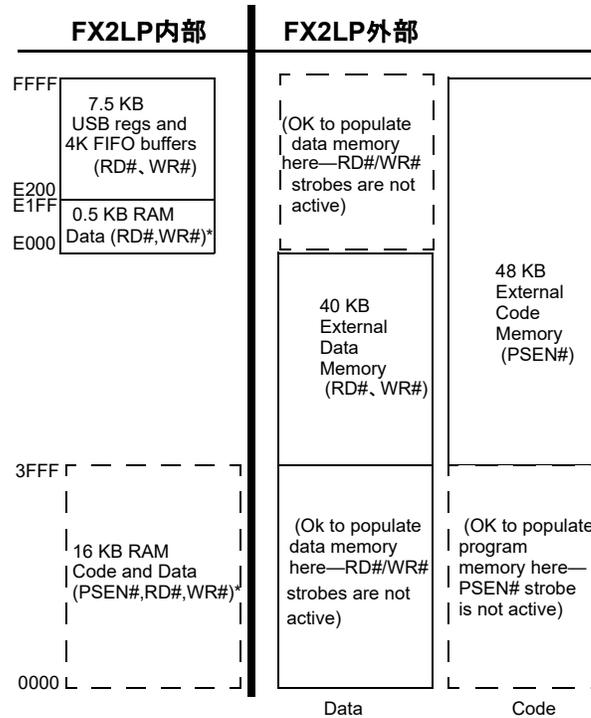 FX2LP内部
FX2LP外部
FFFF
7.5 KB
USB regs and
4K FIFO buffers
(RD#、WR#)
E200
E1FF
0.5 KB RAM
Data (RD#,WR#)*
E000
(OK to populate
data memory
here—RD#/WR#
strobes are not
active)
40 KB
External
Data
Memory
(RD#、WR#)
48 KB
External
Code
Memory
(PSEN#)
3FFF
16 KB RAM
Code and Data
(PSEN#,RD#,WR#)*
0000
(Ok to populate
data memory
here—RD#/WR#
strobes are not
active)
(OK to populate
program
memory here—
PSEN# strobe
is not active)
Data
Code